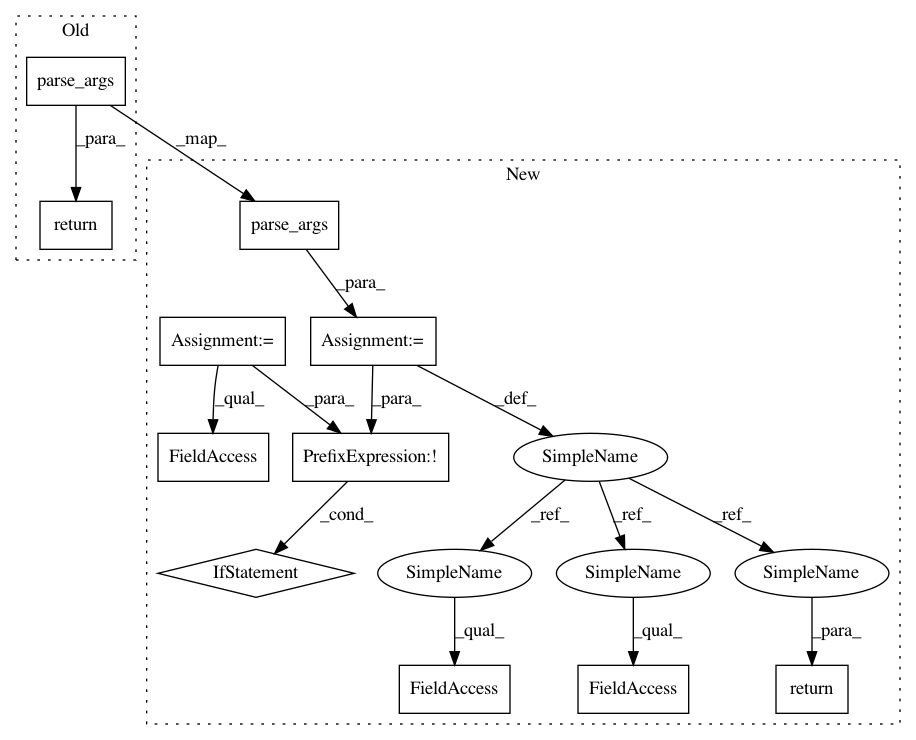 Old
parse_args
_para_
_map_
New
return
parse_args
_para_
Assignment:=
Assignment:=
_qual_
_para_
_para_
_def_
FieldAccess
PrefixExpression:!
SimpleName
_cond_
_ref_
_ref_
_ref_
IfStatement
SimpleName
SimpleName
SimpleName
_qual_
_qual_
_para_
FieldAccess
FieldAccess
return